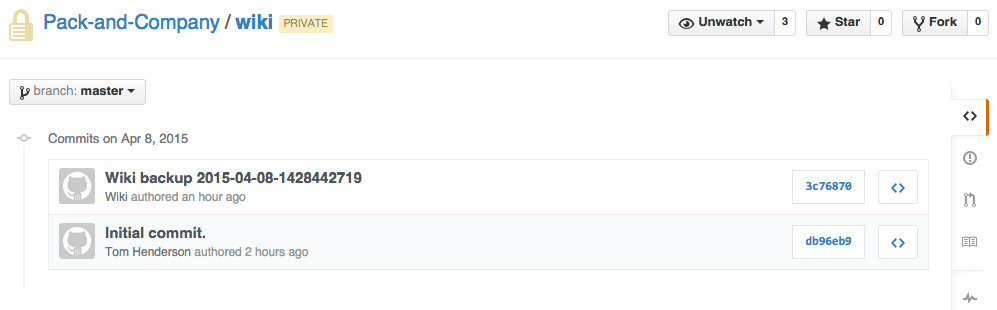 Pack-and-Company / wiki PRIVATE Unwatch 3 Star 0 Fork 0
branch: master
Commits on Apr 8, 2015
Wiki backup 2015-04-08-1428442719
Wiki authored an hour ago
3c76870
Initial commit.
Tom Henderson authored 2 hours ago
db96eb9